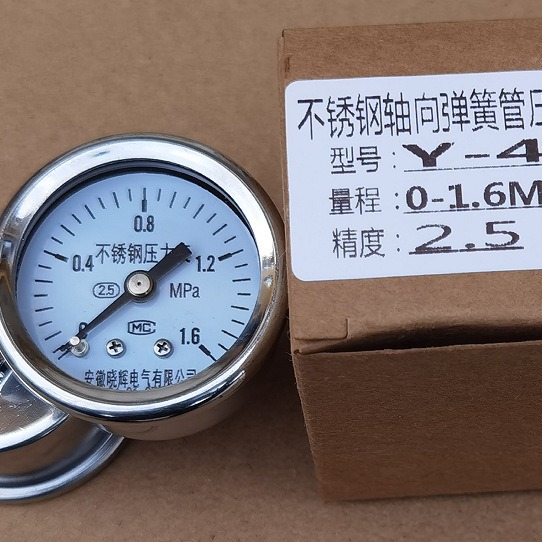 0.8
不锈钢压力
0.4
1.2
2.5
MPa
0
MC
1.6
安徽晓辉电气有限公司
不锈钢轴向弹簧管压
型号：Y-4
量程：0-1.6M
精度：2.5